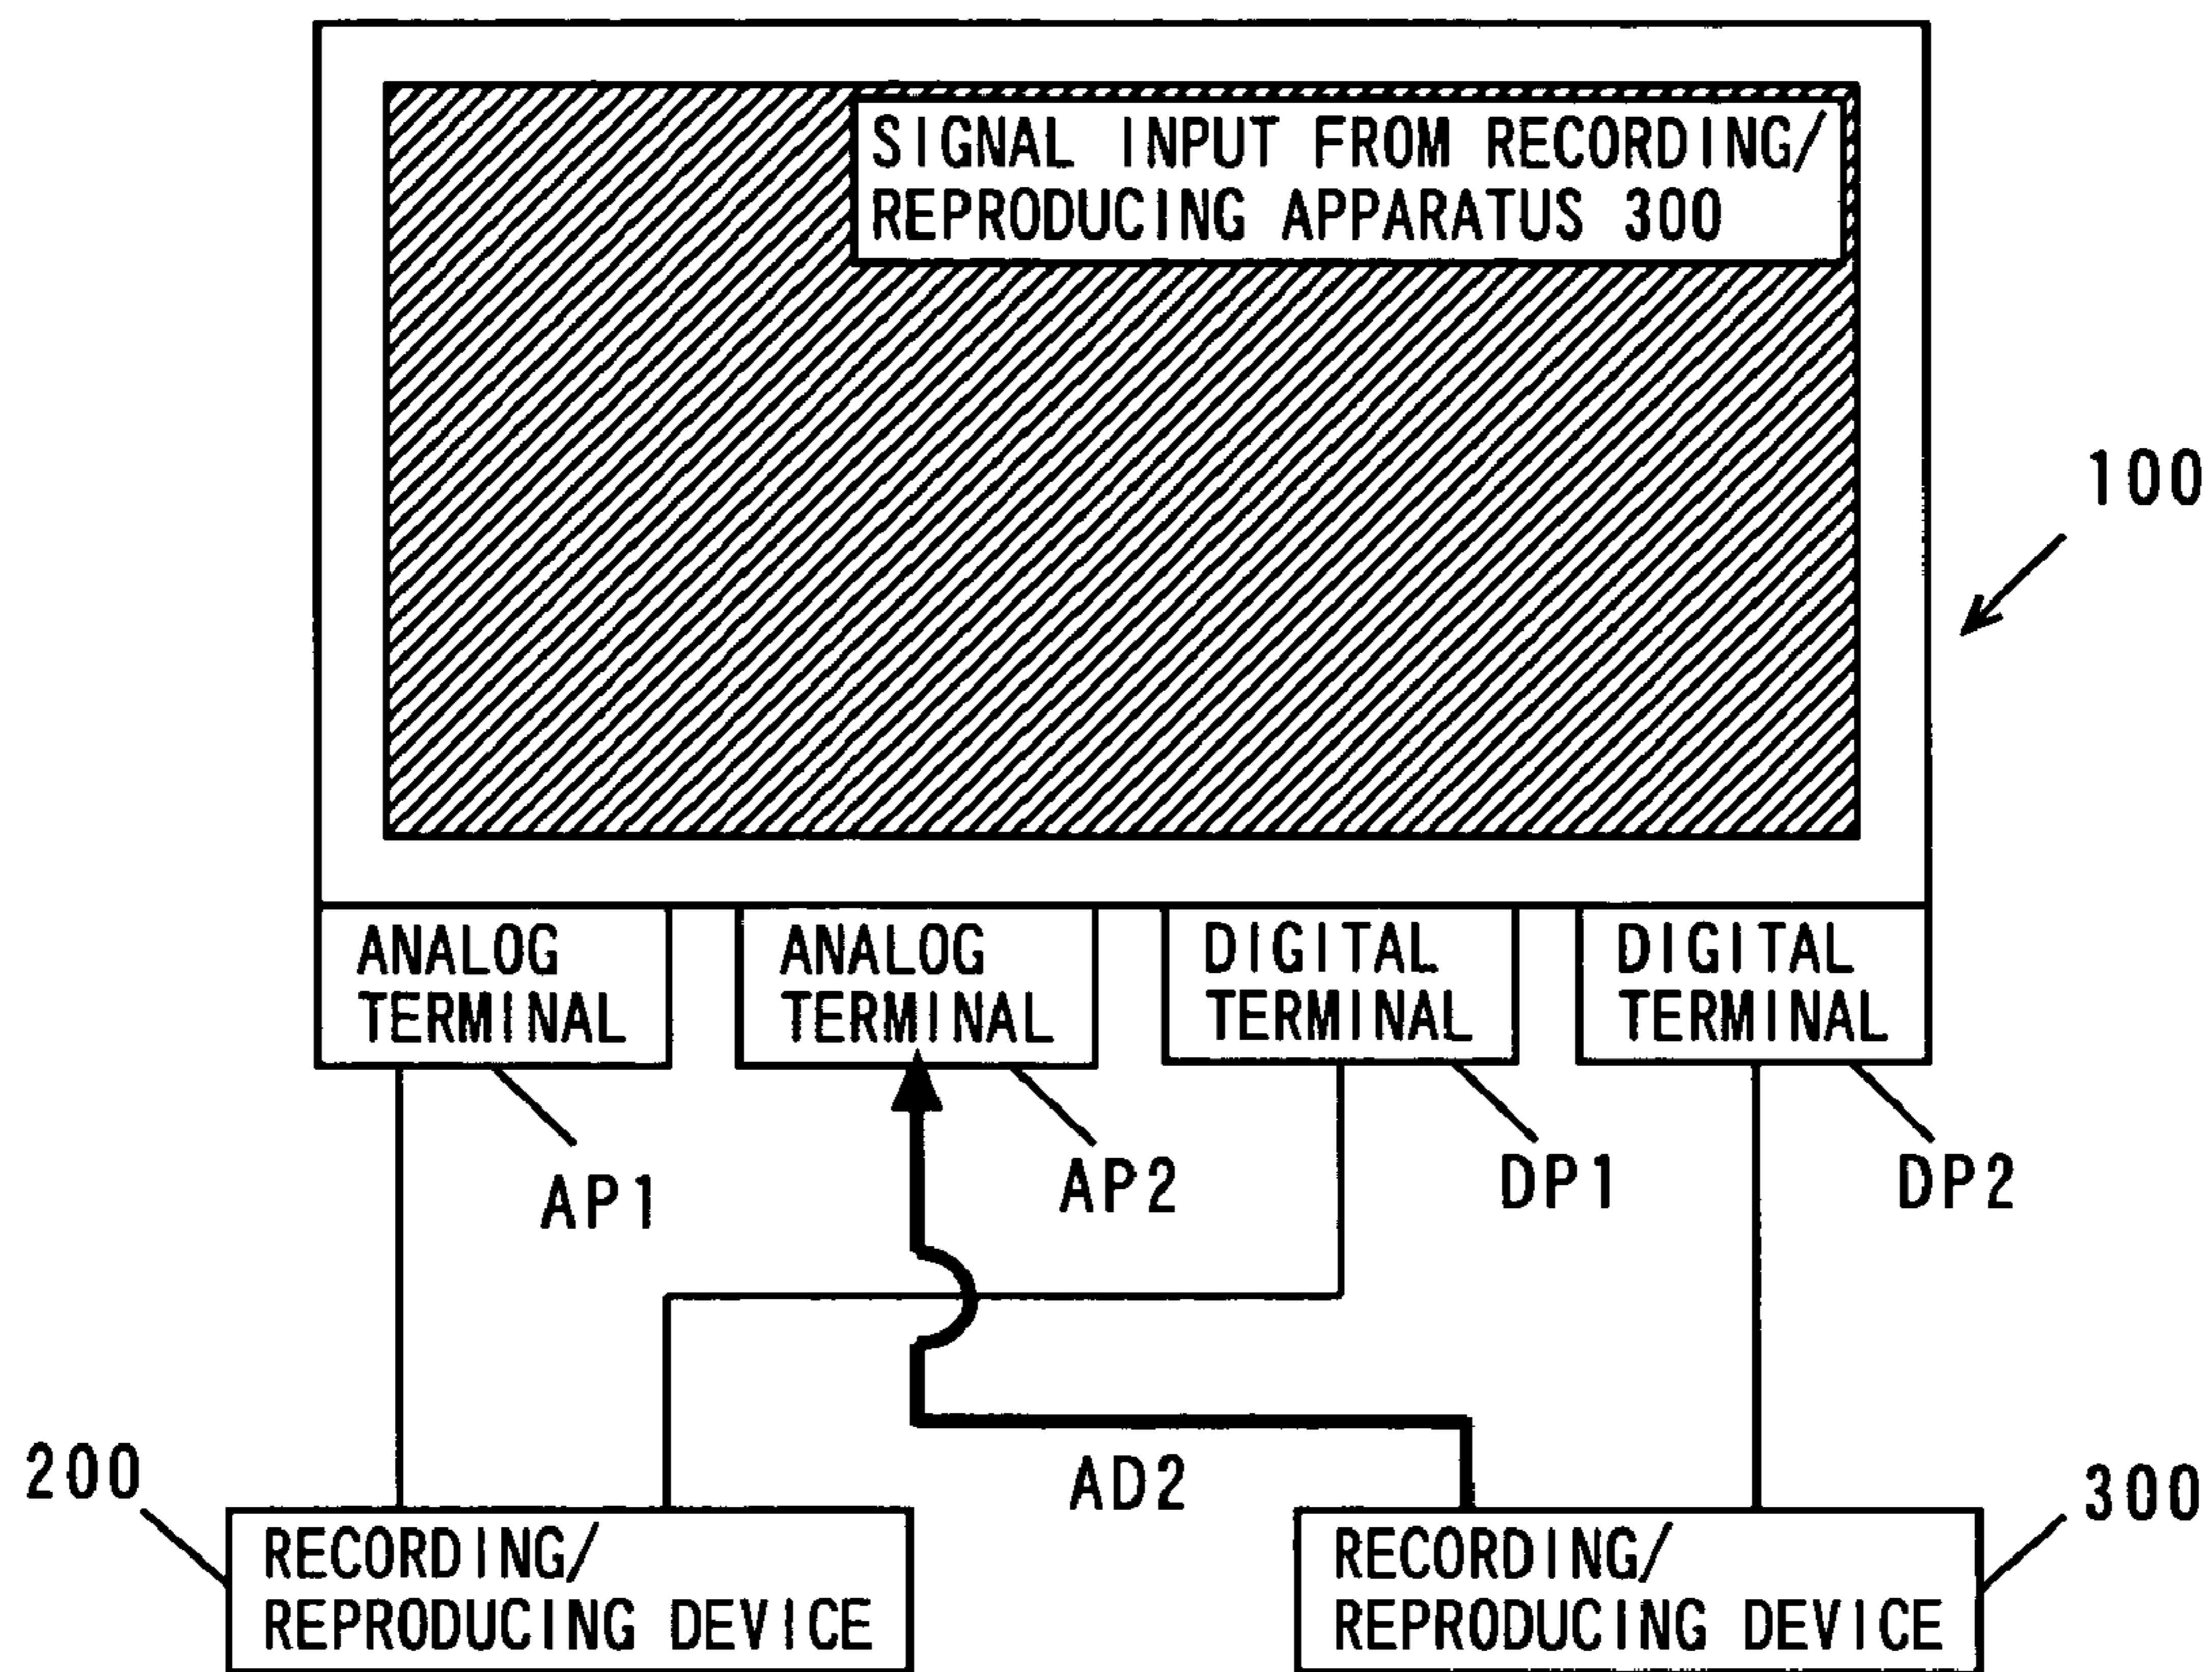 SIGNAL INPUT FROM RECORDING/
REPRODUCING APPARATUS 300
100
ANALOG
TERMINAL
ANALOG
TERMINAL
DIGITAL
TERMINAL
DIGITAL
TERMINAL
AP1
AP2
DP1
DP2
AD2
200
300
RECORDING/
REPRODUCING DEVICE
RECORDING/
REPRODUCING DEVICE